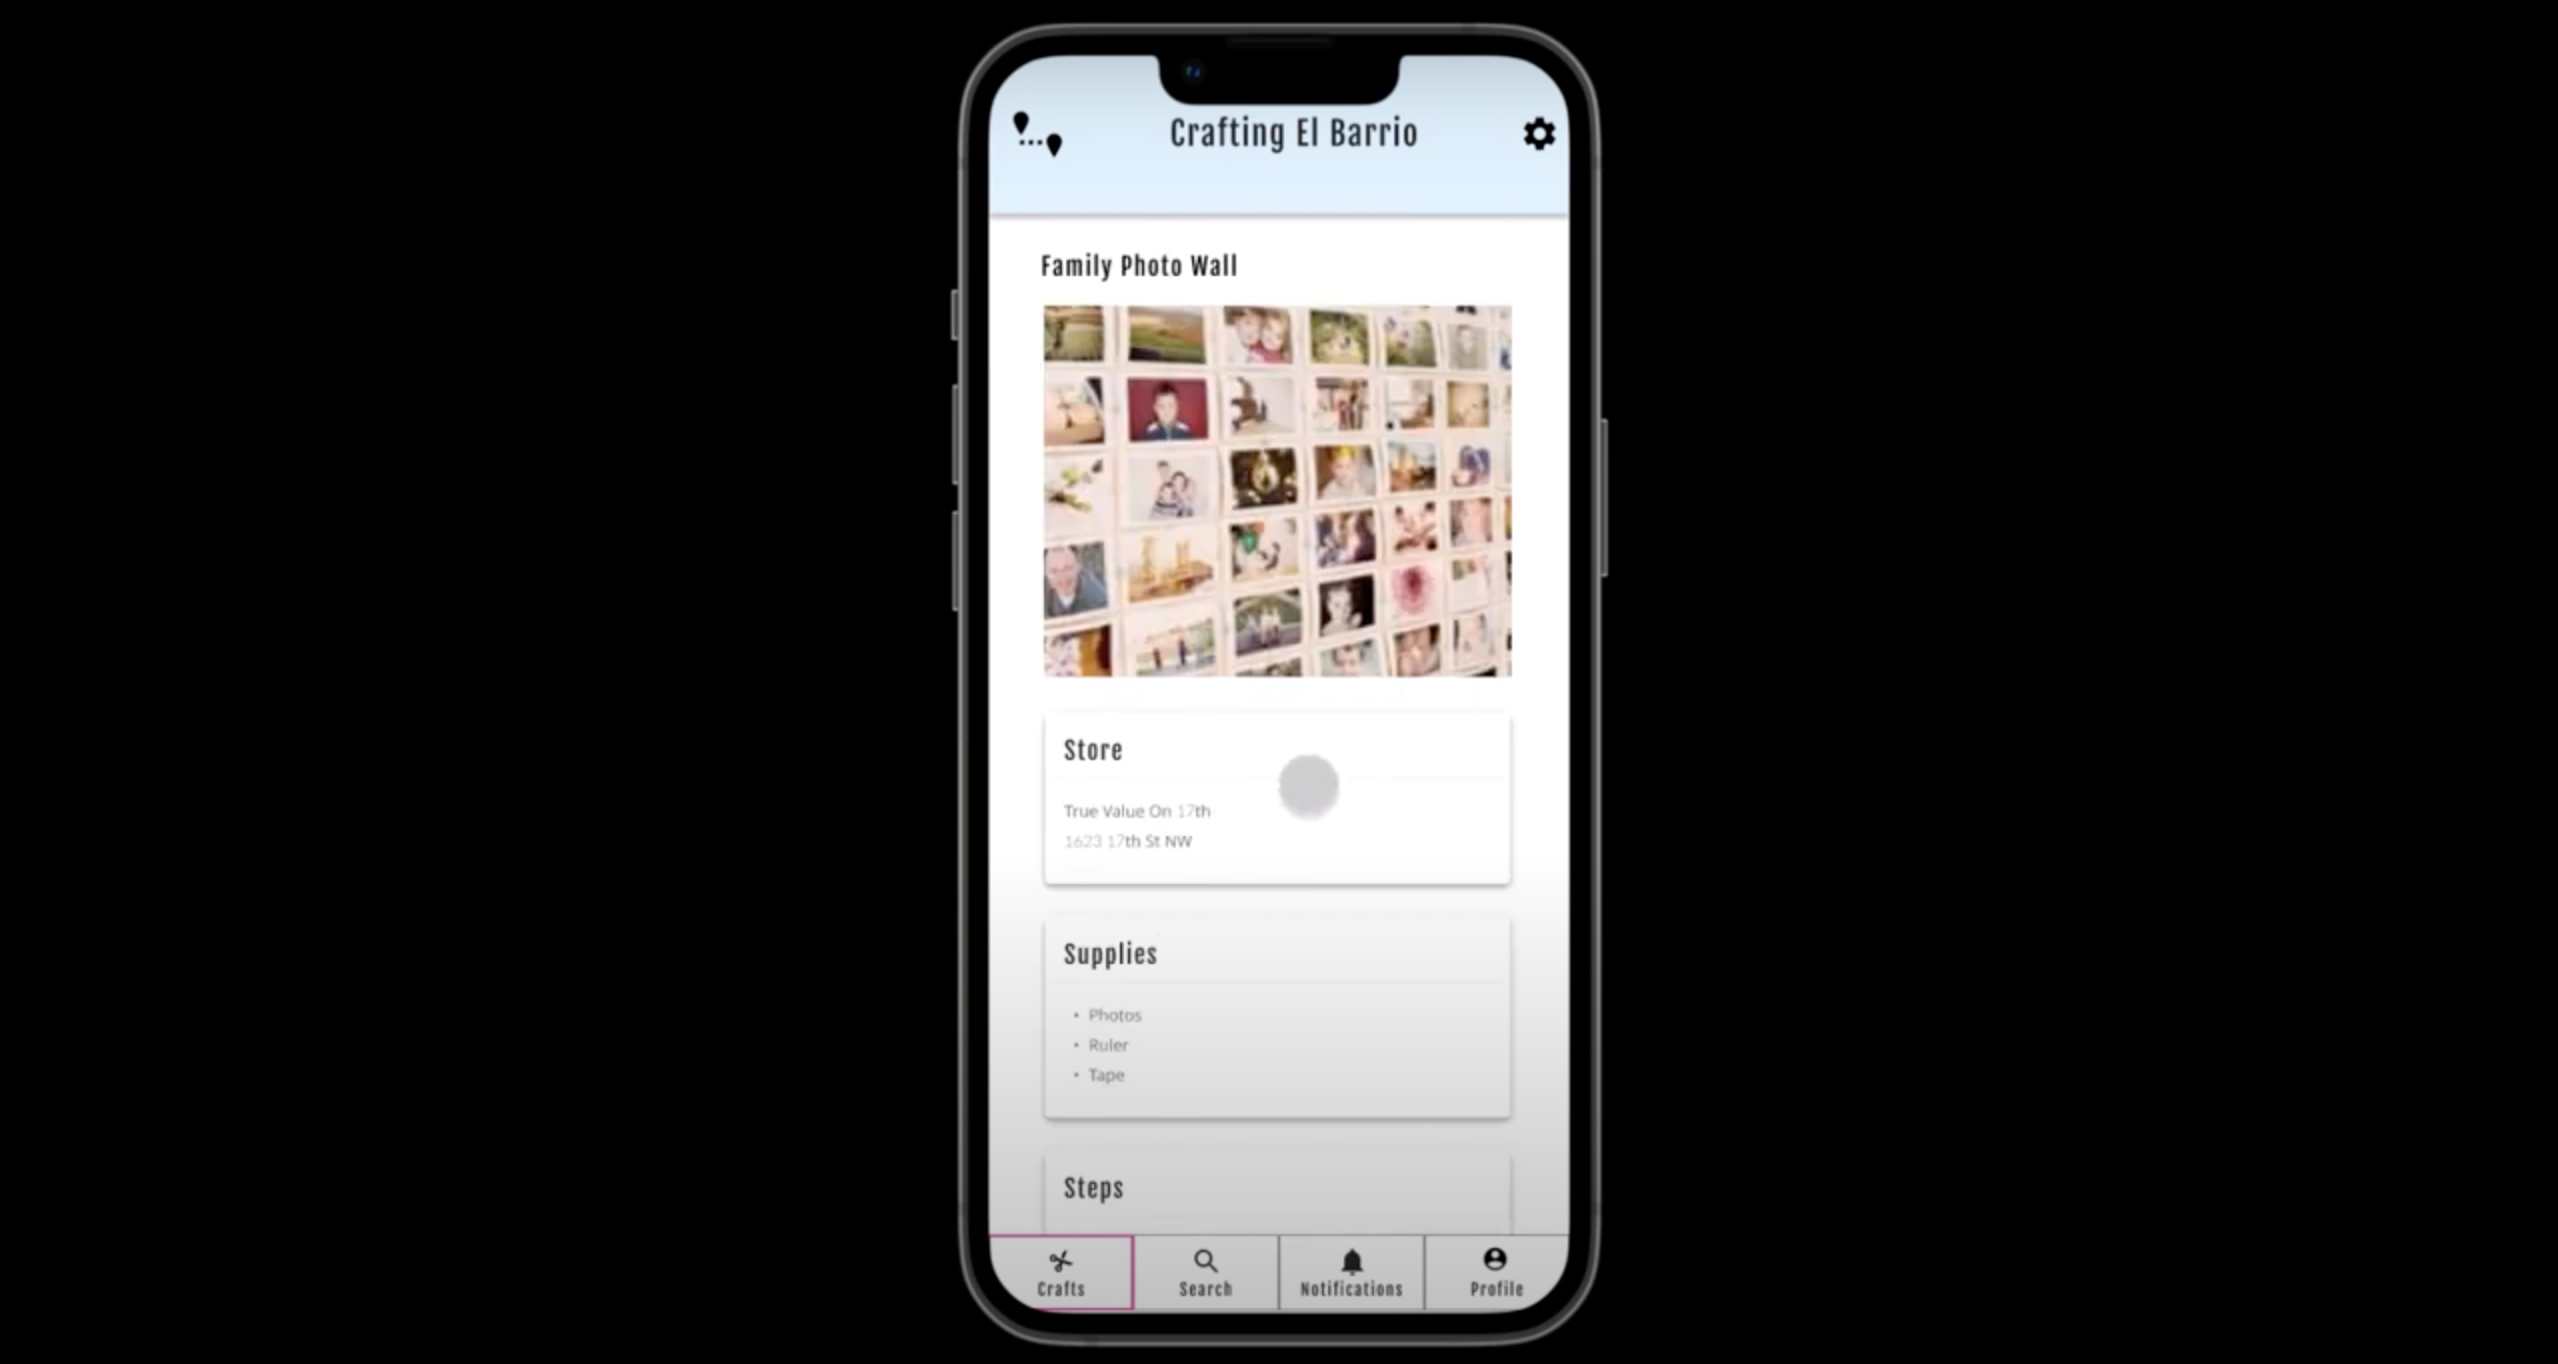 Crafting El Barrio
Family Photo Wall
Store
True Value On 17th
1623 17th St NW
Supplies
• Photos
• Ruler
• Tape
Steps
Crafts
Search
Notifications
Profile